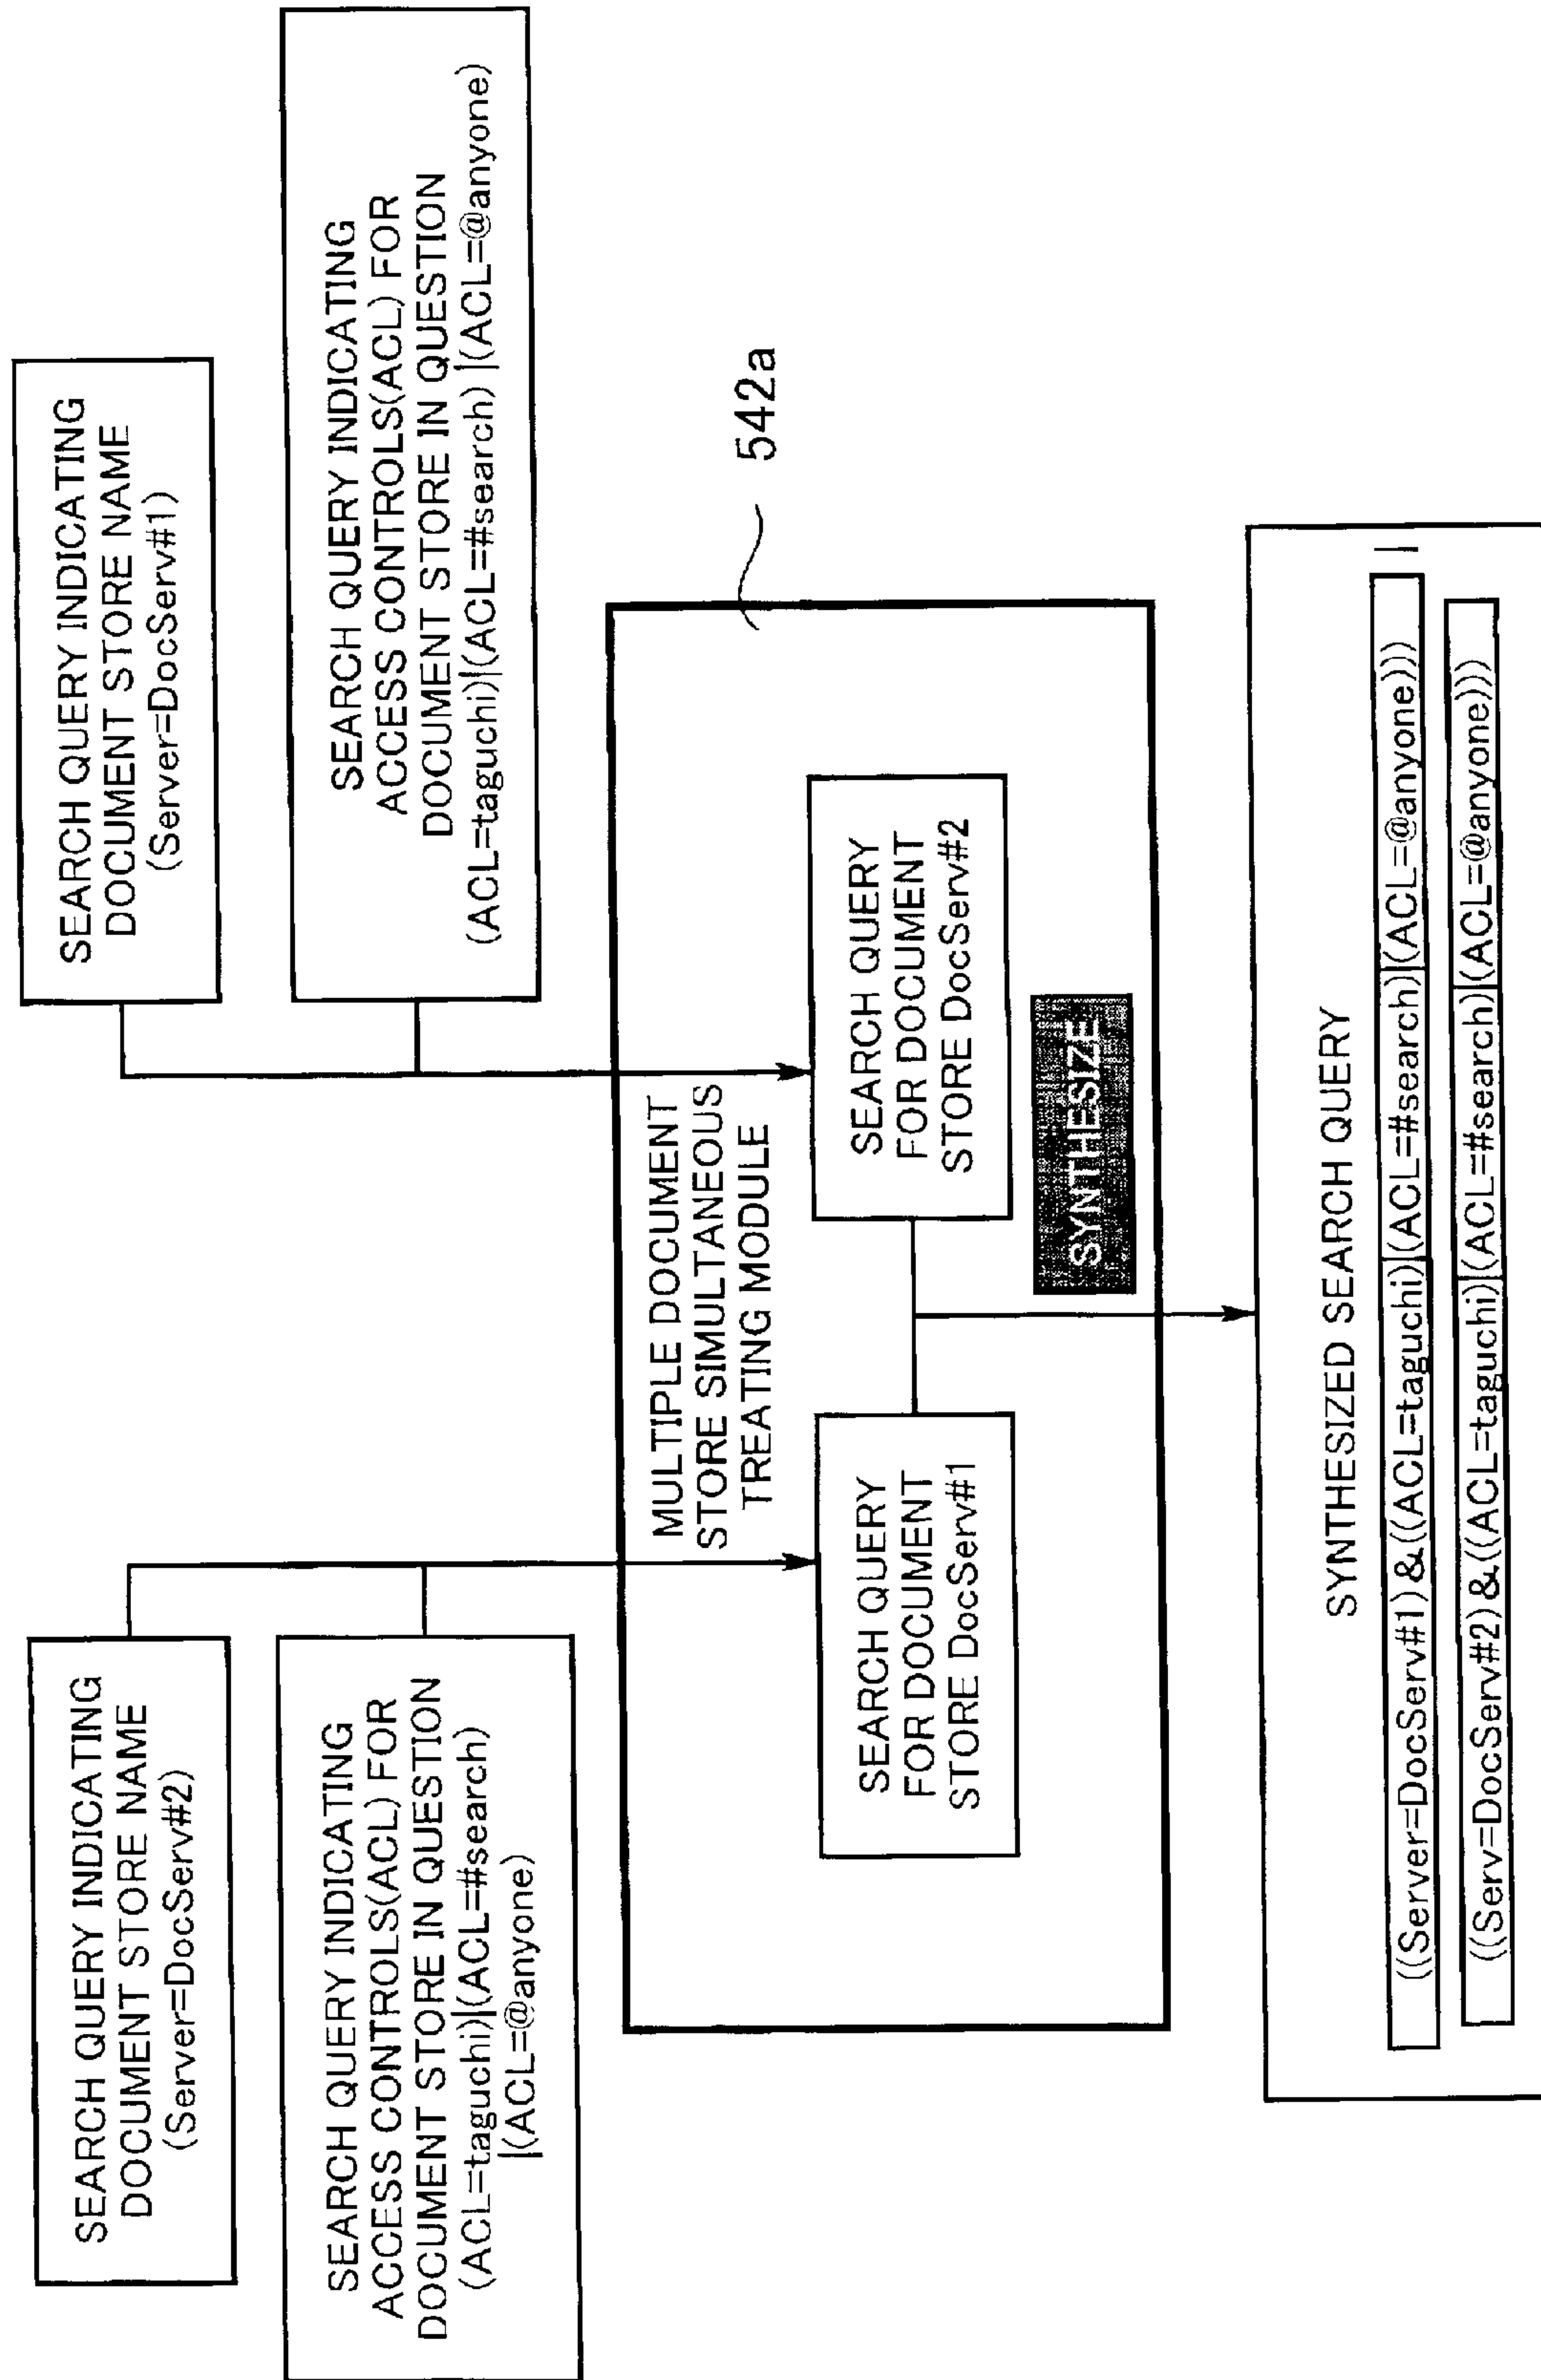 SEARCH QUERY INDICATING
DOCUMENT STORE NAME
(Server=DocServ#2)
SEARCH QUERY INDICATING
ACCESS CONTROLS(ACL) FOR
DOCUMENT STORE IN QUESTION
(ACL=taguchi)|(ACL=#search)
|(ACL=@anyone)
SEARCH QUERY INDICATING
DOCUMENT STORE NAME
(Server=DocServ#1)
SEARCH QUERY INDICATING
ACCESS CONTROLS(ACL) FOR
DOCUMENT STORE IN QUESTION
(ACL=taguchi)|(ACL=#search) |(ACL=@anyone)
542a
MULTIPLE DOCUMENT
STORE SIMULTANEOUS
TREATING MODULE
SEARCH QUERY
FOR DOCUMENT
STORE DocServ#1
SEARCH QUERY
FOR DOCUMENT
STORE DocServ#2
SYNTHESIZE
SYNTHESIZED SEARCH QUERY
((Server=DocServ#1)&((ACL=taguchi)|(ACL=#search)|(ACL=@anyone))) |
((Serv=DocServ#2)&((ACL=taguchi)|(ACL=#search)|(ACL=@anyone)))